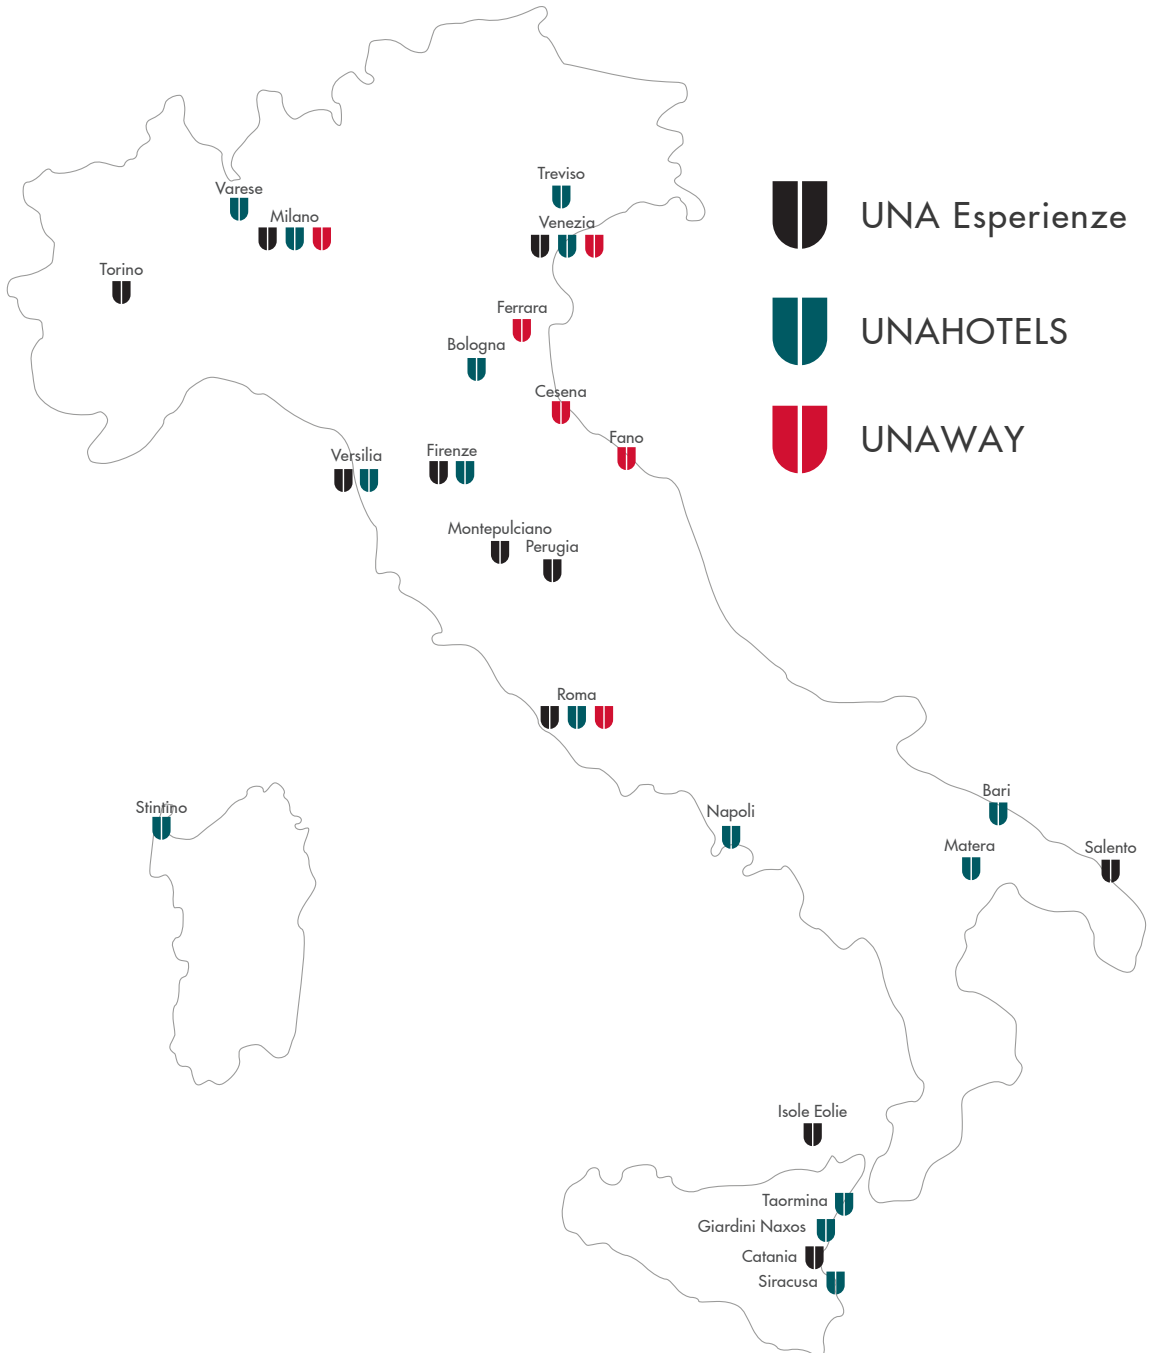 Treviso
Varese
Milano
Venezia
UNA Esperienze
Torino
Ferrara
UNAHOTELS
Bologna
Cesena
Fano
UNAWAY
Versilia
Firenze
Montepulciano
Perugia
Roma
Stintino
Napoli
Bari
Matera
Salento
Isole Eolie
Taormina
Giardini Naxos
Catania
Siracusa